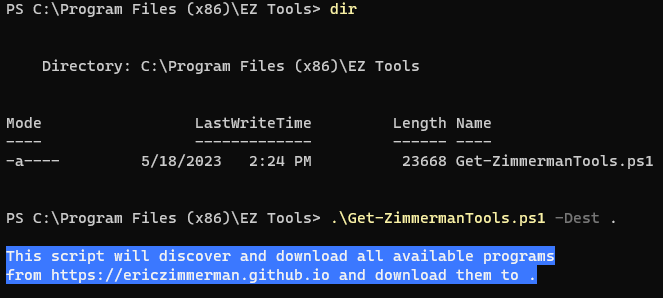 PS C:\Program Files (x86)\EZ Tools> dir
Directory: C:\Program Files (x86)\EZ Tools
Mode                 LastWriteTime         Length Name
----                 -------------         ------ ----
-a----         5/18/2023   2:24 PM          23668 Get-ZimmermanTools.ps1
PS C:\Program Files (x86)\EZ Tools> .\Get-ZimmermanTools.ps1 -Dest .
This script will discover and download all available programs
from https://ericzimmerman.github.io and download them to .